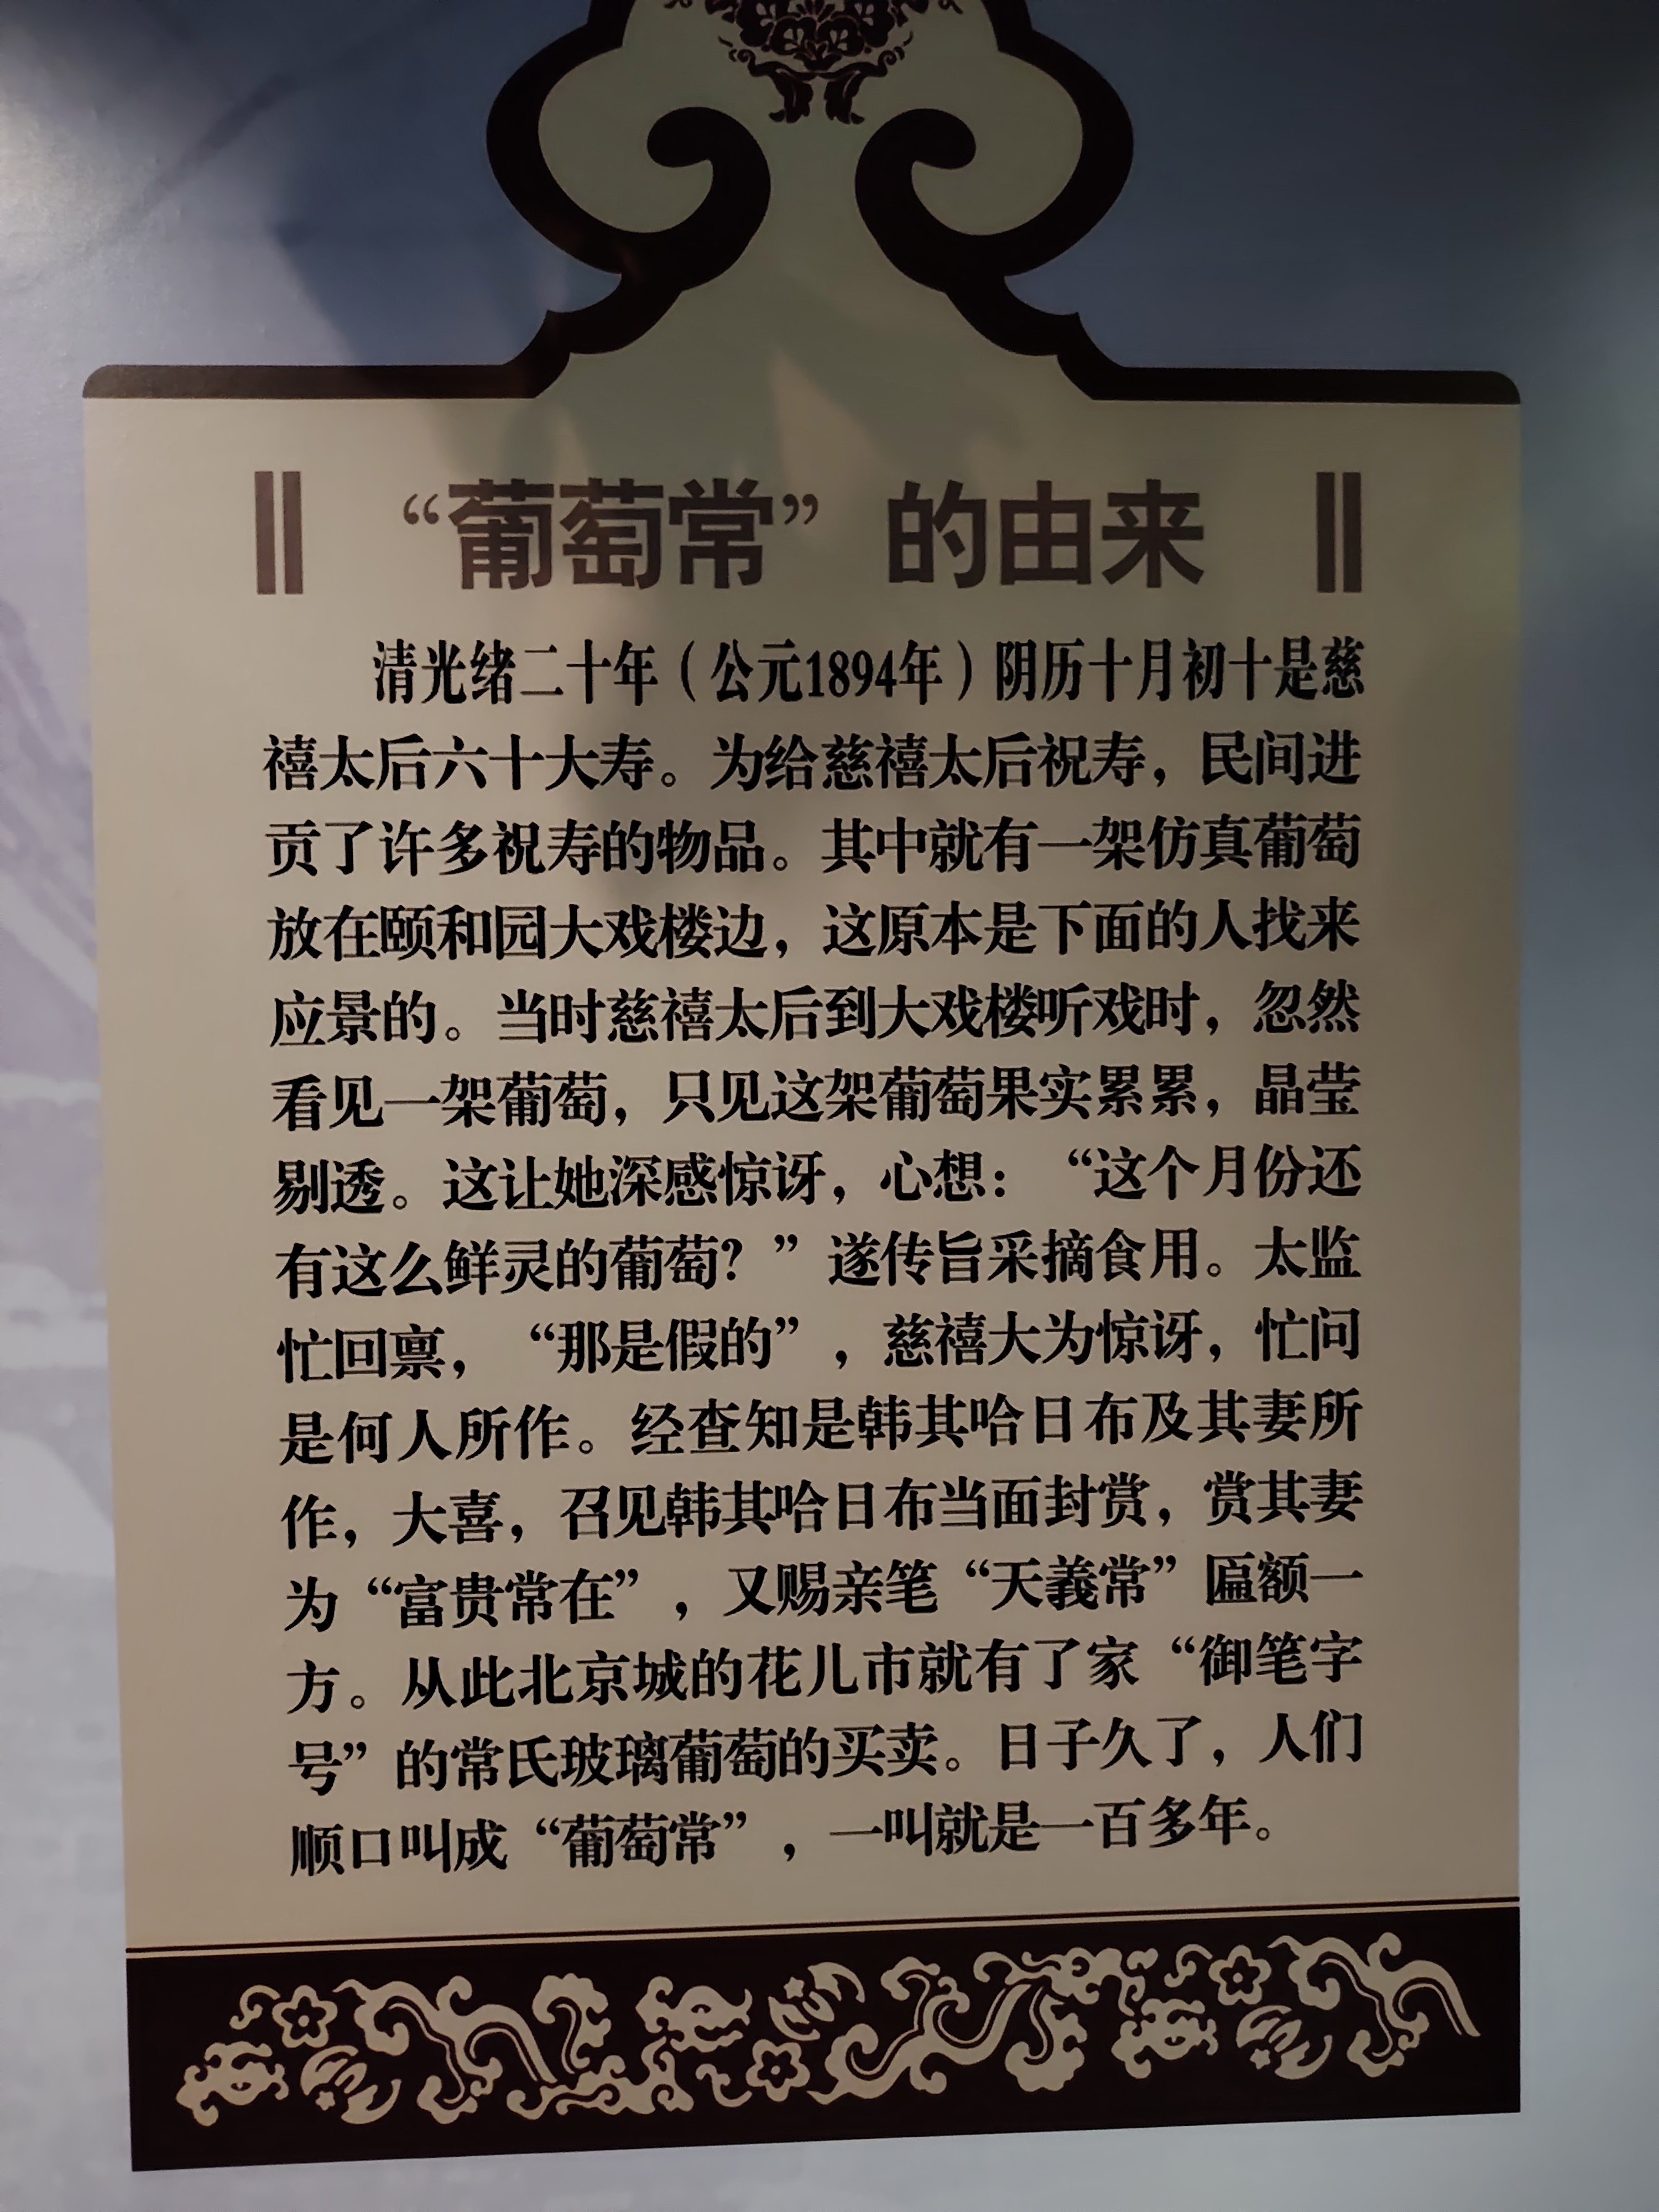 “葡萄常”的由来
清光绪二十年（公元1894年）阴历十月初十是慈
禧太后六十大寿。为给慈禧太后祝寿，民间进
贡了许多祝寿的物品。其中就有一架仿真葡萄
放在颐和园大戏楼边，这原本是下面的人找来
应景的。当时慈禧太后到大戏楼听戏时，忽然
看见一架葡萄，只见这架葡萄果实累累，晶莹
剔透。这让她深感惊讶，心想：“这个月份还
有这么鲜灵的葡萄？”遂传旨采摘食用。太监
忙回禀，“那是假的”，慈禧大为惊讶，忙问
是何人所作。经查知是韩其哈日布及其妻所
作，大喜，召见韩其哈日布当面封赏，赏其妻
为“富贵常在”，又赐亲笔“天義常”匾额一
方。从此北京城的花儿市就有了家“御笔字
号”的常氏玻璃葡萄的买卖。日子久了，人们
顺口叫成“葡萄常”，一叫就是一百多年。